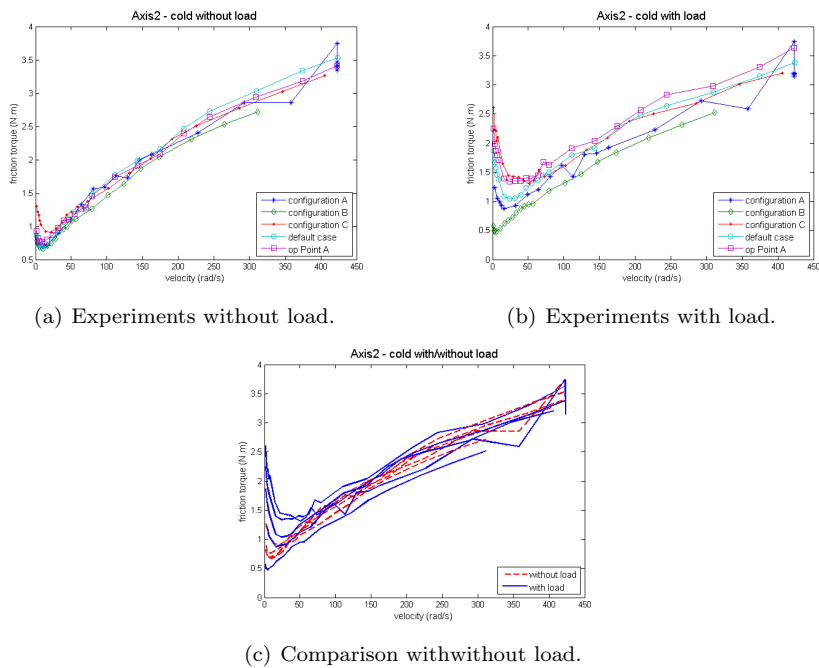 Axis2 - cold without load
4
3.5
3
2.5
2
1.5
1
0.5
friction torque (N.m)
0 50 100 150 200 250 300 350 400 450
velocity (rad/s)
configuration A
configuration B
configuration C
default case
op Point A
(a) Experiments without load.
Axis2 - cold with load
4
3.5
3
2.5
2
1.5
1
0.5
0
friction torque (N.m)
0 50 100 150 200 250 300 350 400 450
velocity (rad/s)
configuration A
configuration B
configuration C
default case
op Point A
(b) Experiments with load.
Axis2 - cold with/without load
4
3.5
3
2.5
2
1.5
1
0.5
0
friction torque (N.m)
0 50 100 150 200 250 300 350 400 450
velocity (rad/s)
without load
with load
(c) Comparison withwithout load.